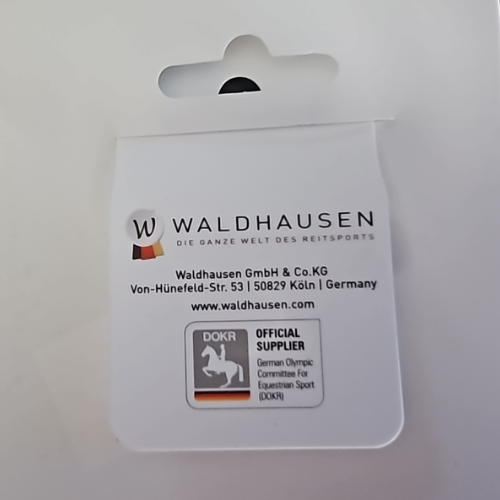 W WALDHAUSEN
DIE GANZE WELT DES REITSPORTS
Waldhausen GmbH & Co.KG
Von-Hünefeld-Str. 53 | 50829 Köln | Germany
www.waldhausen.com
DOKR
OFFICIAL
SUPPLIER
German Olympic
Committee For
Equestrian Sport
(DOKR)